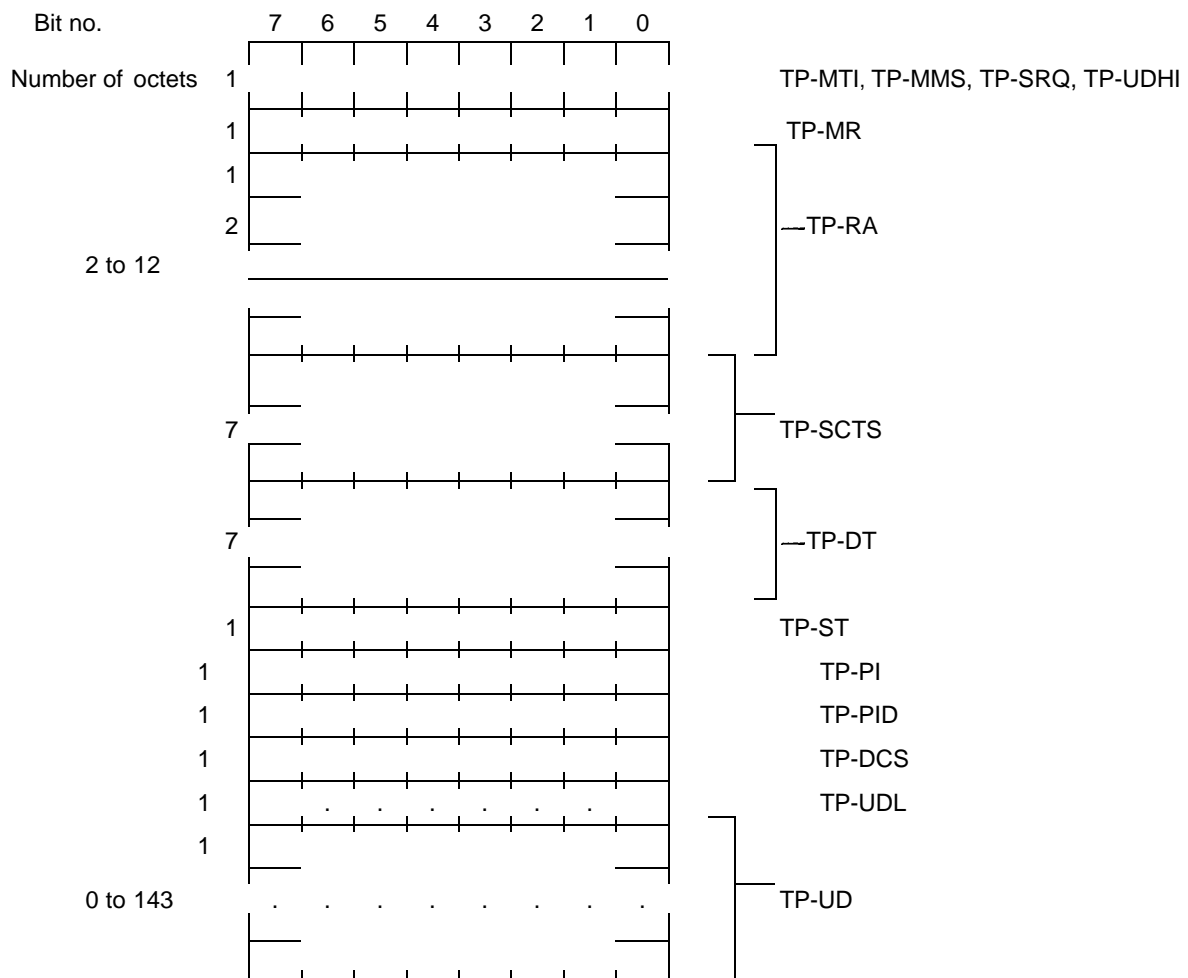 Bit no. 7 6 5 4 3 2 1 0
Number of octets 1 TP-MTI, TP-MMS, TP-SRQ, TP-UDHI
1 TP-MR
1
2 TP-RA
2 to 12
7 TP-SCTS
7 TP-DT
1 TP-ST
1 TP-PI
1 TP-PID
1 TP-DCS
1 . . . . . . TP-UDL
1
0 to 143 . . . . . . . . TP-UD